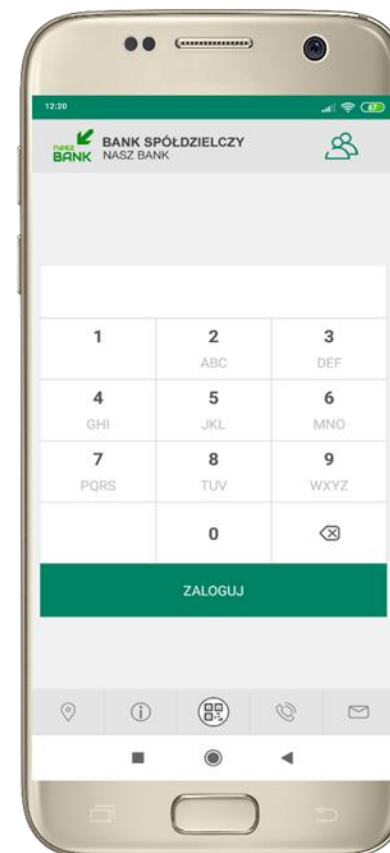 12:20
67
nasz
BANK
BANK SPÓŁDZIELCZY
NASZ BANK
1
2
ABC
3
DEF
4
GHI
5
JKL
6
MNO
7
PQRS
8
TUV
9
WXYZ
0
ZALOGUJ